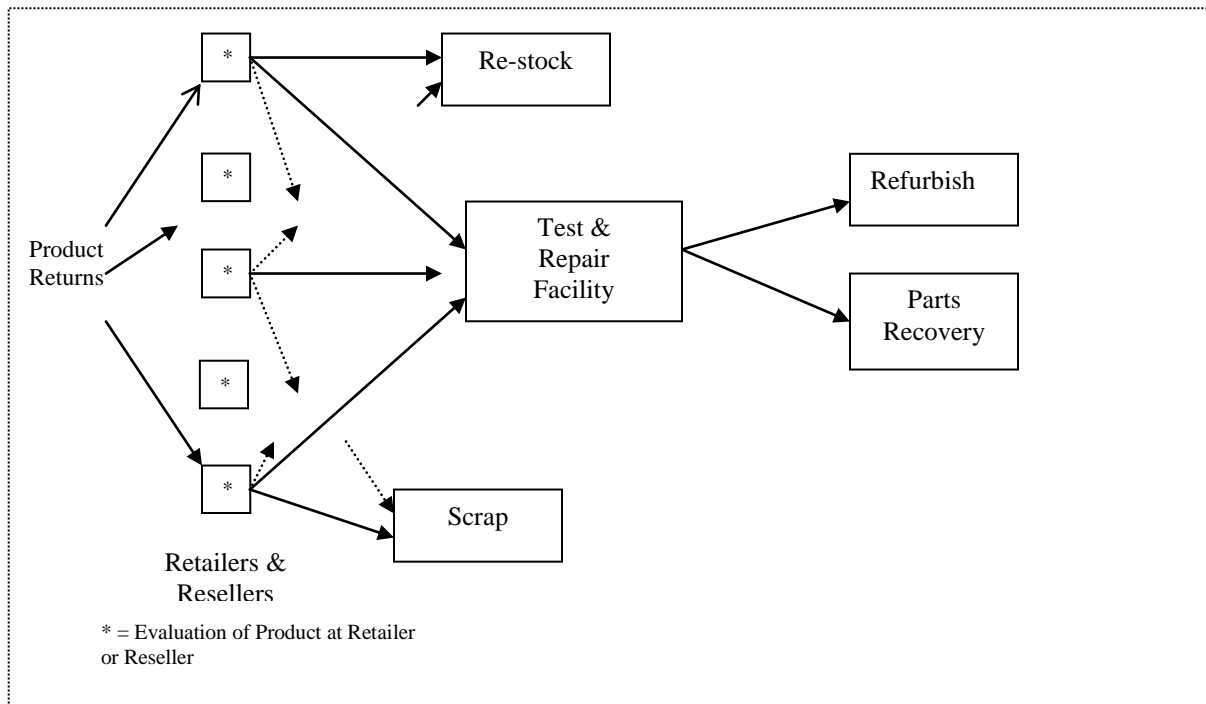 *
Re-stock
*
Refurbish
Test &
Repair
Facility
Product
Returns
*
Parts
Recovery
*
*
Scrap
Retailers &
Resellers
* = Evaluation of Product at Retailer
or Reseller